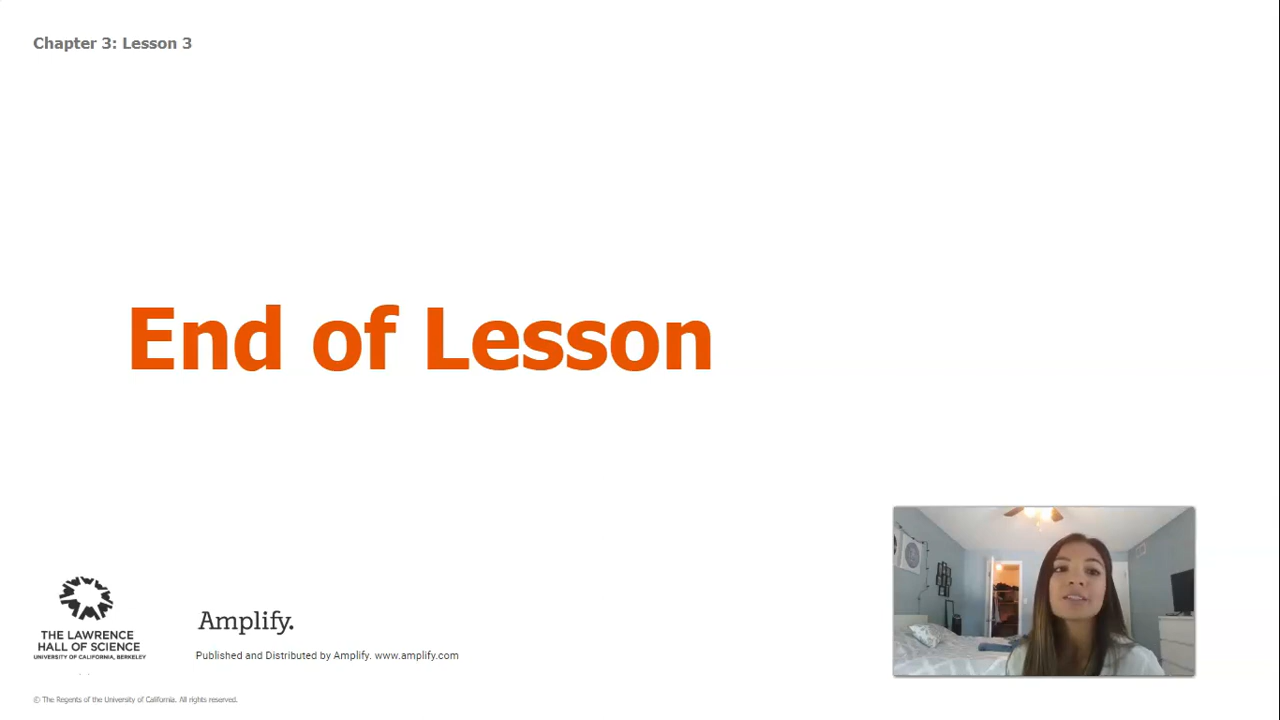 Chapter 3: Lesson 3
End of Lesson
THE LAWRENCE
HALL OF SCIENCE
UNIVERSITY OF CALIFORNIA, BERKELEY
Amplify.
Published and Distributed by Amplify. www.amplify.com
© The Regents of the University of California. All rights reserved.